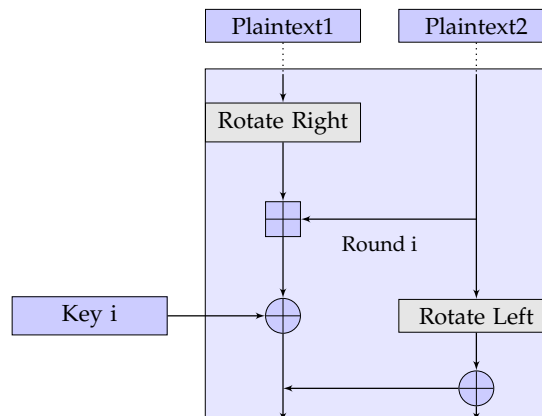 Plaintext1
Plaintext2
Rotate Right
Round i
Key i
Rotate Left